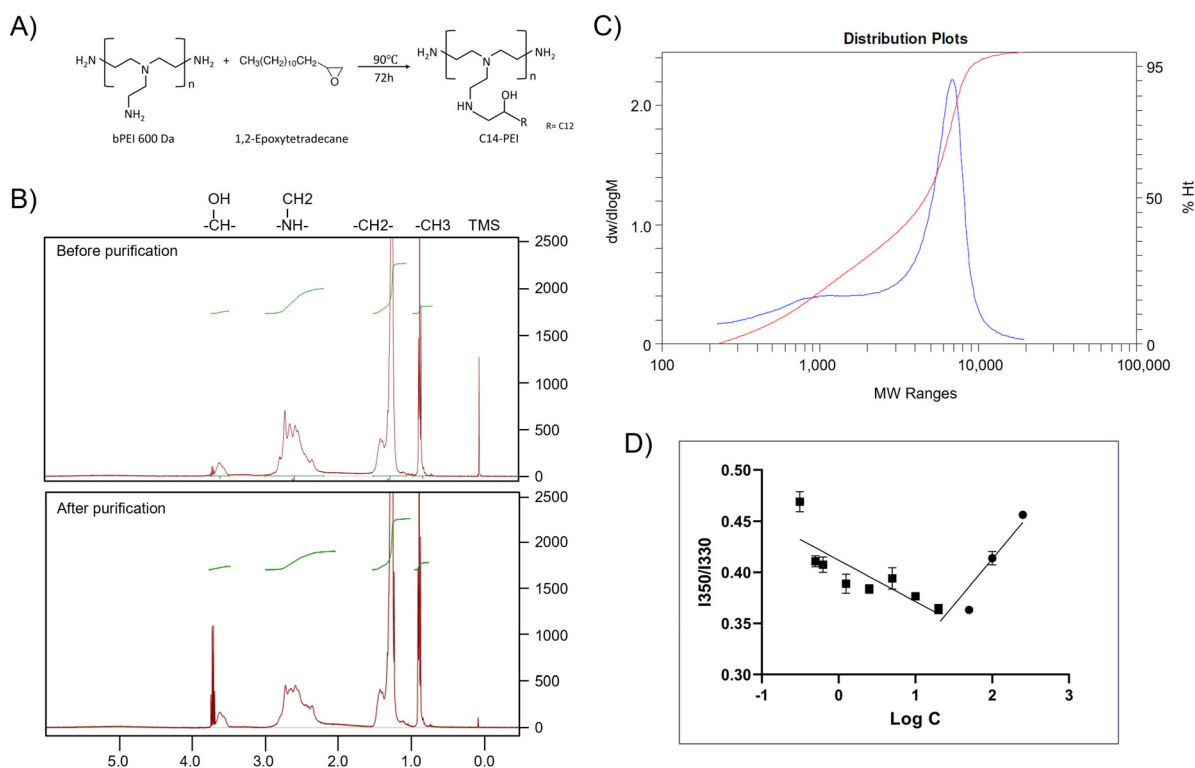 A)
H₂N
N
NH₂
n
NH₂
+
CH₃(CH₂)₁₀CH₂
O
90℃
72h
H₂N
N
NH₂
n
HN
OH
R
R= C12
bPEI 600 Da
1,2-Epoxytetradecane
C14-PEI
B)
OH
-CH-
CH2
-NH-
-CH2-
-CH3
TMS
Before purification
2500
2000
1500
1000
500
0
After purification
2500
2000
1500
1000
500
0
5.0
4.0
3.0
2.0
1.0
0.0
C)
Distribution Plots
dw/dlogM
2.0
1.0
0
95
50
0
% Ht
100
1,000
10,000
100,000
MW Ranges
D)
I350/I330
0.50
0.45
0.40
0.35
0.30
-1
0
1
2
3
Log C